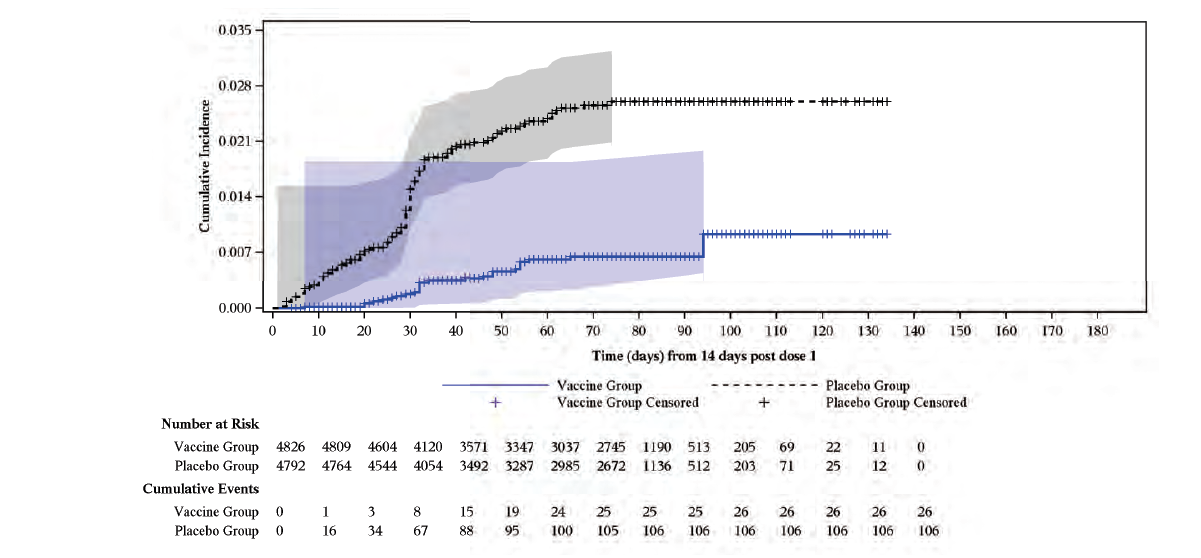 0.035
0.028
0.021
0.014
0.007
0.000
Cumulative Incidence
0 10 20 30 40 50 60 70 80 90 100 110 120 130 140 150 160 170 180
Time (days) from 14 days post dose 1
Vaccine Group Placebo Group
Vaccine Group Censored Placebo Group Censored
Number at Risk
Vaccine Group 4826 4809 4604 4120 3571 3347 3037 2745 1190 513 205 69 22 11 0
Placebo Group 4792 4764 4544 4054 3492 3287 2985 2672 1136 512 203 71 25 12 0
Cumulative Events
Vaccine Group 0 1 3 8 15 19 24 25 25 25 26 26 26 26 26
Placebo Group 0 16 34 67 88 95 100 105 106 106 106 106 106 106 106